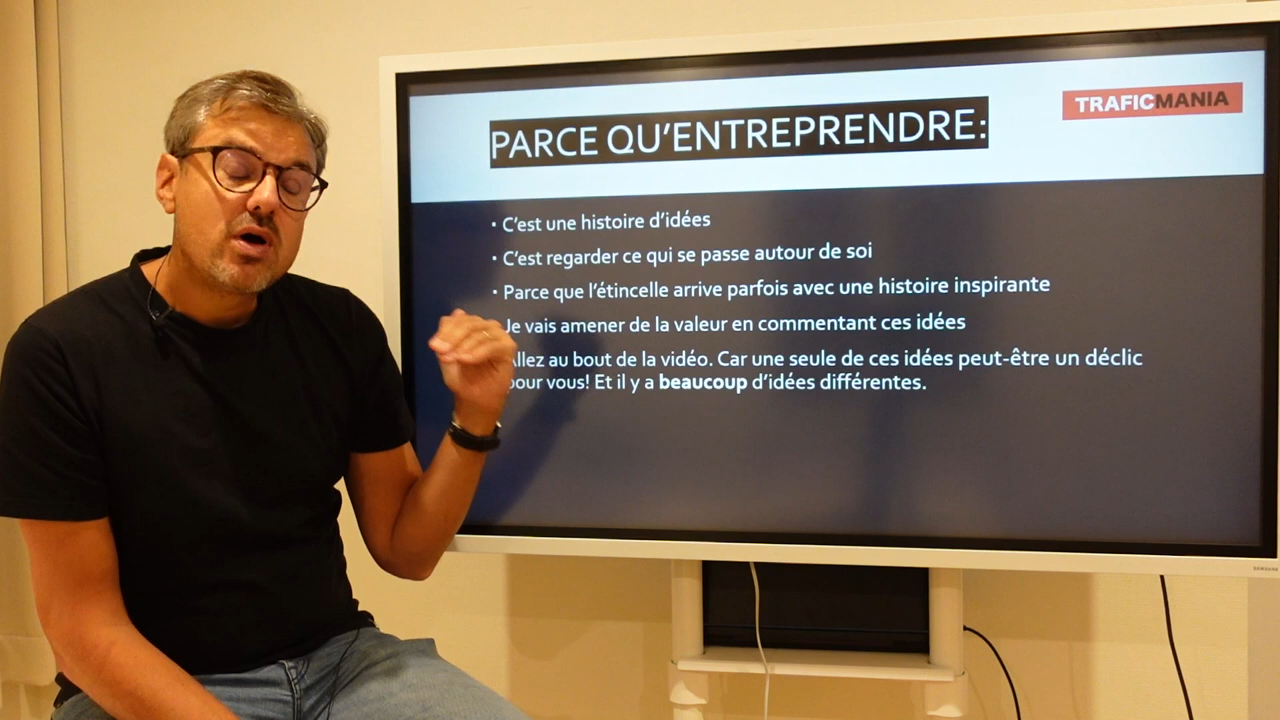 TRAFICMANIA
PARCE QU'ENTREPRENDRE:
• C'est une histoire d'idées
• C'est regarder ce qui se passe autour de soi
• Parce que l'étincelle arrive parfois avec une histoire inspirante
Je vais amener de la valeur en commentant ces idées
Allez au bout de la vidéo. Car une seule de ces idées peut-être un déclic
pour vous! Et il y a beaucoup d'idées différentes.
SAMSUNG